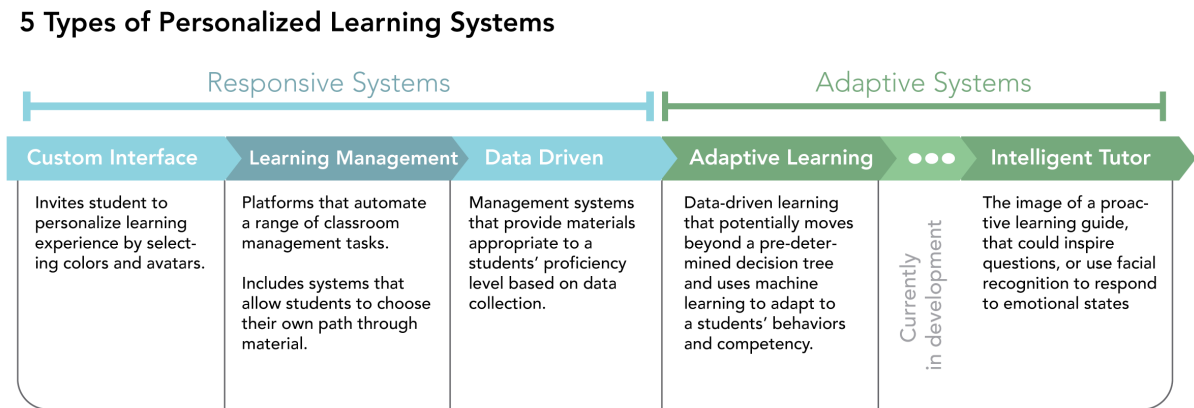 5 Types of Personalized Learning Systems
Responsive Systems
Adaptive Systems
Custom Interface
Learning Management
Data Driven
Adaptive Learning
Intelligent Tutor
Invites student to
personalize learning
experience by select-
ing colors and avatars.
Platforms that automate
a range of classroom
management tasks.
Includes systems that
allow students to choose
their own path through
material.
Management systems
that provide materials
appropriate to a
students’ proficiency
level based on data
collection.
Data-driven learning
that potentially moves
beyond a pre-deter-
mined decision tree
and uses machine
learning to adapt to
a students’ behaviors
and competency.
Currently
in development
The image of a proac-
tive learning guide,
that could inspire
questions, or use facial
recognition to respond
to emotional states